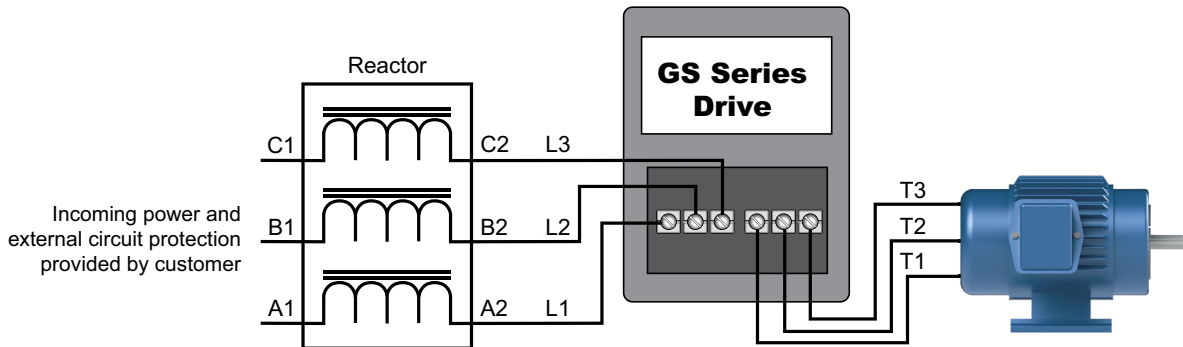 Reactor
GS Series
Drive
C1
C2
L3
B1
B2
L2
A1
A2
L1
Incoming power and
external circuit protection
provided by customer
T3
T2
T1